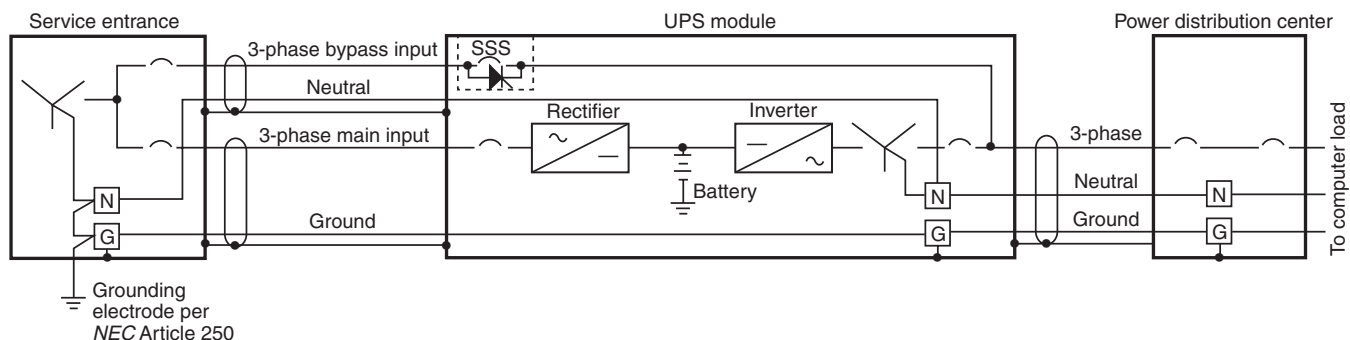 Service entrance
UPS module
Power distribution center
3-phase bypass input
SSS
Neutral
Rectifier
Inverter
3-phase main input
3-phase
Battery
Neutral
N
N
N
Ground
Ground
G
G
G
To computer load
Grounding
electrode per
NEC Article 250